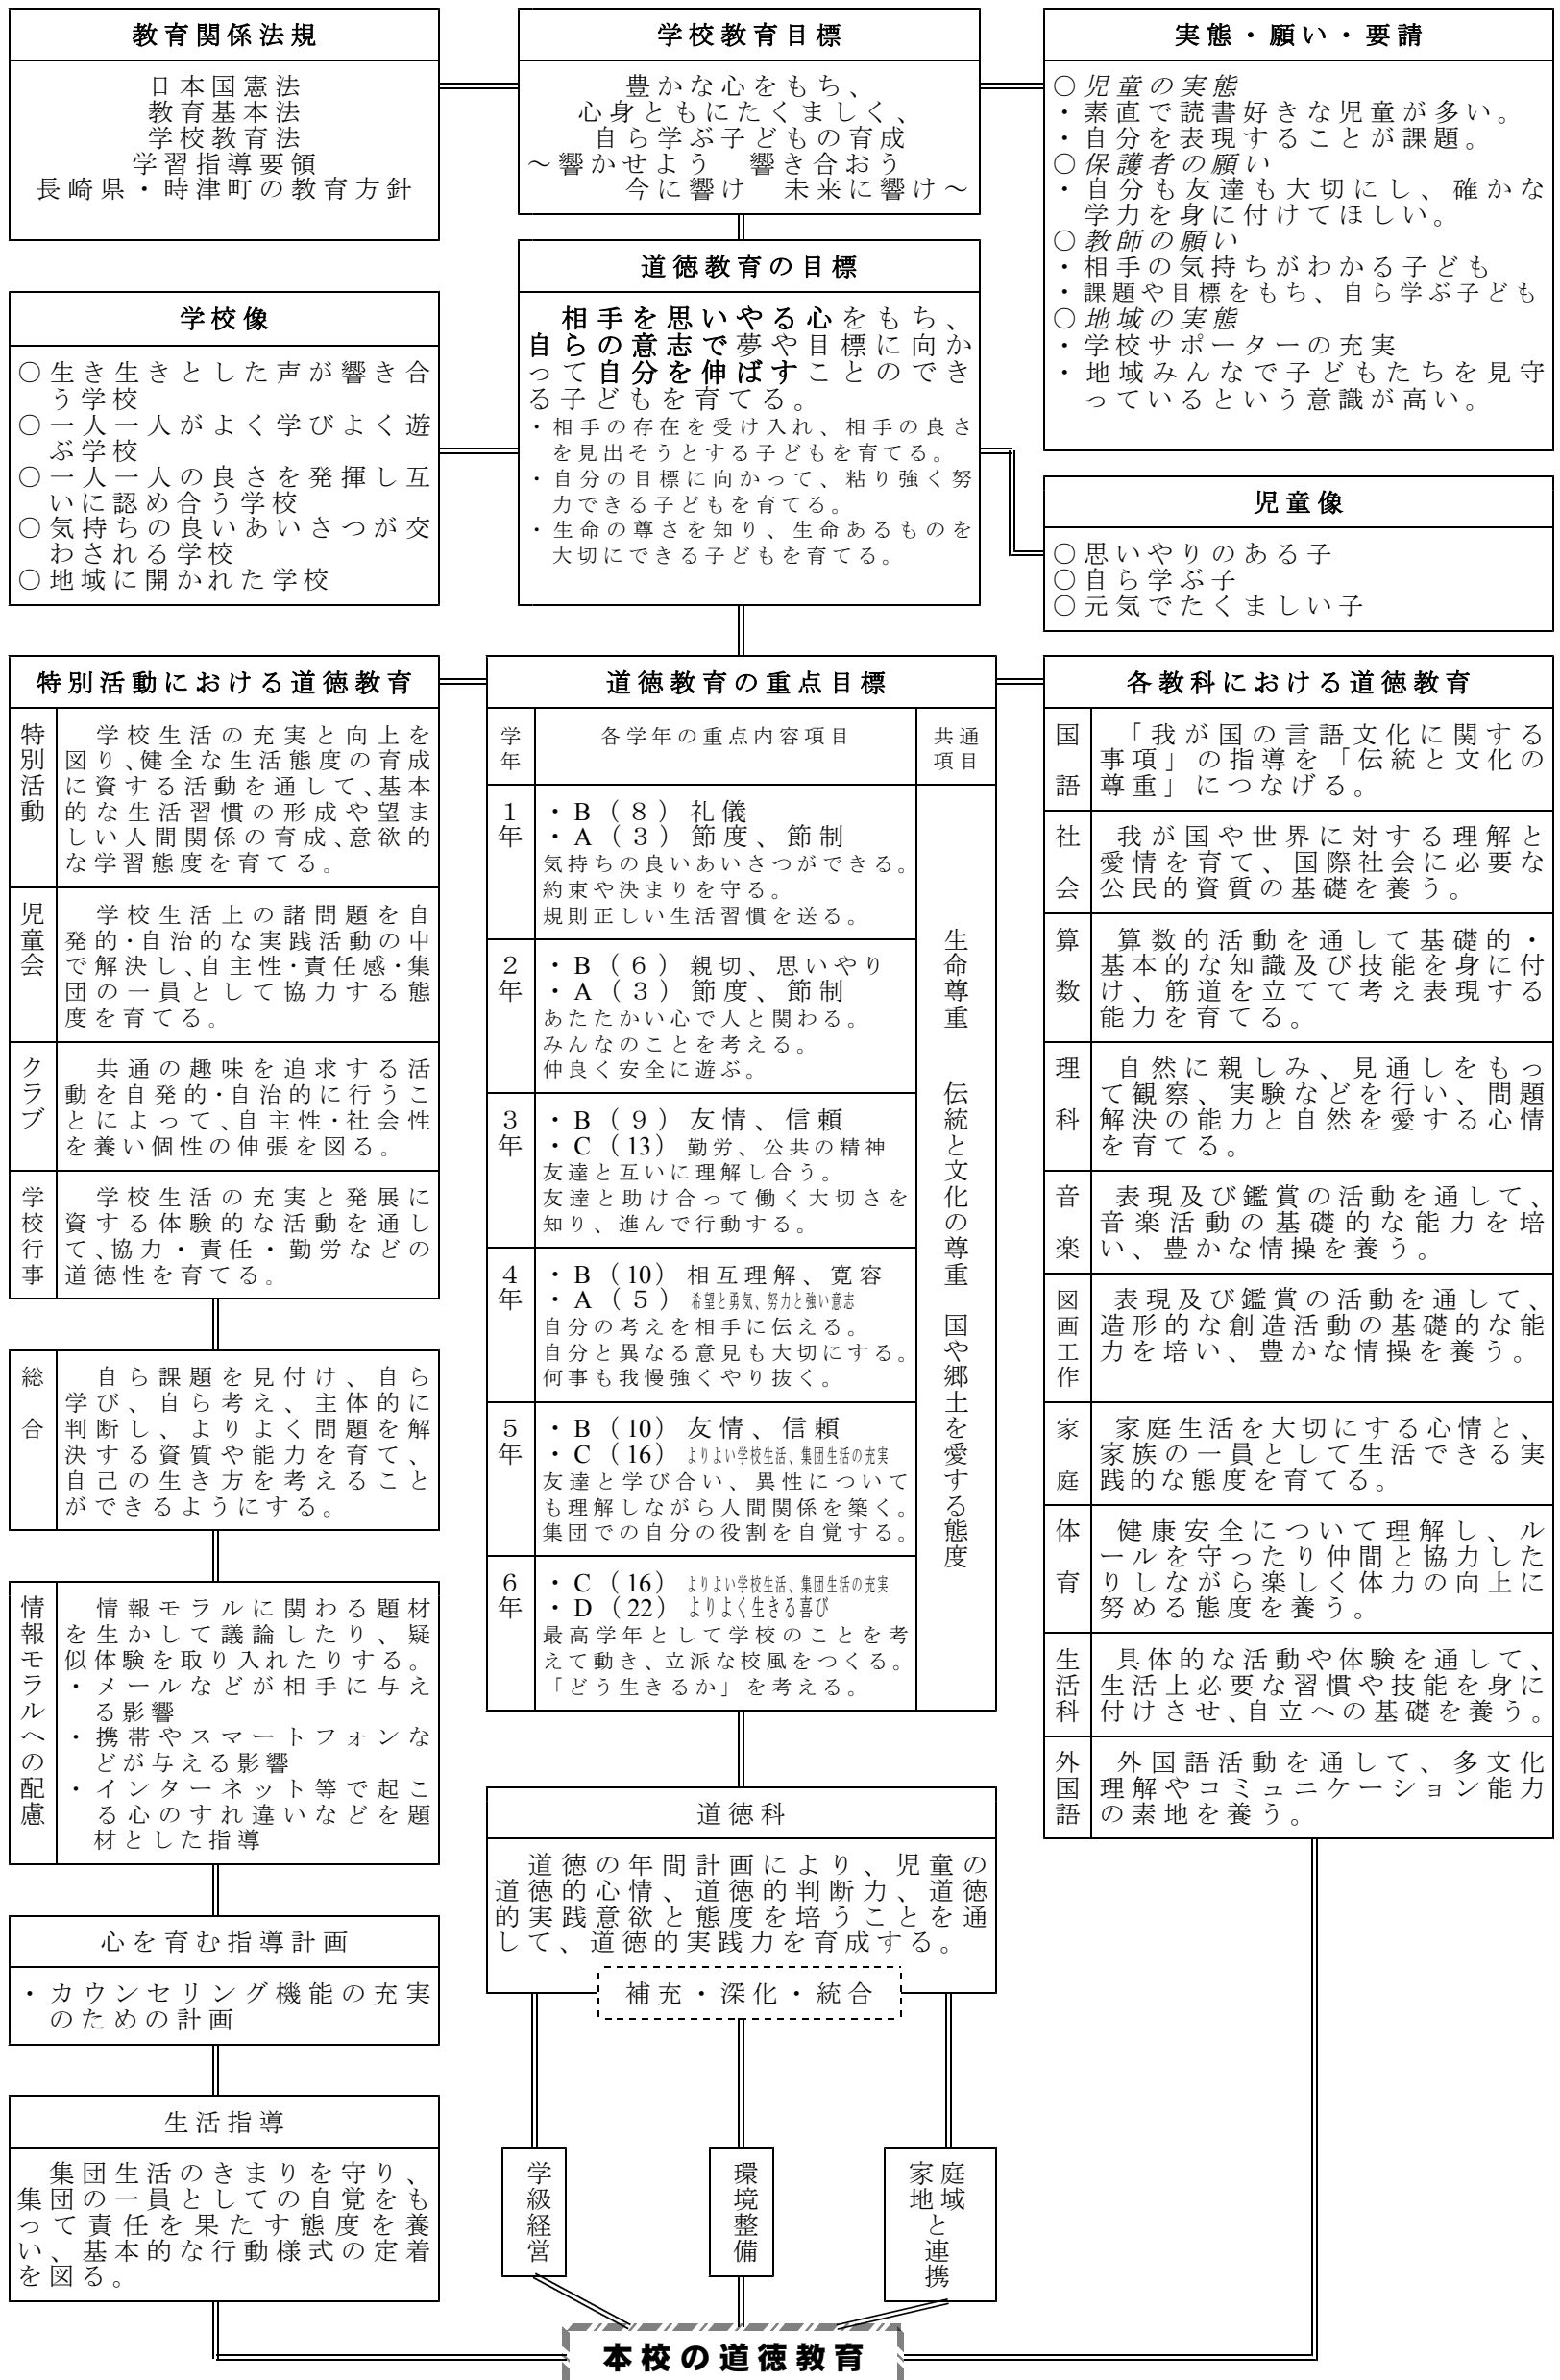 教育関係法規
日本国憲法
教育基本法
学校教育法
学習指導要領
長崎県・時津町の教育方針
学校教育目標
豊かな心をもち、
心身ともにたくましく、
自ら学ぶ子どもの育成
～響かせよう　響き合おう
今に響け　未来に響け～
実態・願い・要請
○児童の実態
・素直で読書好きな児童が多い。
・自分を表現することが課題。
○保護者の願い
・自分も友達も大切にし、確かな
学力を身に付けてほしい。
○教師の願い
・相手の気持ちがわかる子ども
・課題や目標をもち、自ら学ぶ子ども
○地域の実態
・学校サポーターの充実
・地域みんなで子どもたちを見守
っているという意識が高い。
学校像
○生き生きとした声が響き合
う学校
○一人一人がよく学びよく遊
ぶ学校
○一人一人の良さを発揮し互
いに認め合う学校
○気持ちの良いあいさつが交
わされる学校
○地域に開かれた学校
道徳教育の目標
相手を思いやる心をもち、
自らの意志で夢や目標に向か
って自分を伸ばすことのでき
る子どもを育てる。
・相手の存在を受け入れ、相手の良さ
を見出そうとする子どもを育てる。
・自分の目標に向かって、粘り強く努
力できる子どもを育てる。
・生命の尊さを知り、生命あるものを
大切にできる子どもを育てる。
児童像
○思いやりのある子
○自ら学ぶ子
○元気でたくましい子
特別活動における道徳教育
特別活動
学校生活の充実と向上を
図り、健全な生活態度の育成
に資する活動を通して、基本
的な生活習慣の形成や望ま
しい人間関係の育成、意欲的
な学習態度を育てる。
児童会
学校生活上の諸問題を自
発的・自治的な実践活動の中
で解決し、自主性・責任感・集
団の一員として協力する態
度を育てる。
クラブ
共通の趣味を追求する活
動を自発的・自治的に行うこ
とによって、自主性・社会性
を養い個性の伸張を図る。
学校行事
学校生活の充実と発展に
資する体験的な活動を通し
て、協力・責任・勤労などの
道徳性を育てる。
総合
自ら課題を見付け、自ら
学び、自ら考え、主体的に
判断し、よりよく問題を解
決する資質や能力を育て、
自己の生き方を考えること
ができるようにする。
情報モラルへの配慮
情報モラルに関わる題材
を生かして議論したり、疑
似体験を取り入れたりする。
・メールなどが相手に与え
る影響
・携帯やスマートフォンな
どが与える影響
・インターネット等で起こ
る心のすれ違いなどを題
材とした指導
心を育む指導計画
・カウンセリング機能の充実
のための計画
生活指導
集団生活のきまりを守り、
集団の一員としての自覚をも
って責任を果たす態度を養
い、基本的な行動様式の定着
を図る。
道徳教育の重点目標
学年
各学年の重点内容項目
共通
項目
1年
・B（8）礼儀
・A（3）節度、節制
気持ちの良いあいさつができる。
約束や決まりを守る。
規則正しい生活習慣を送る。
2年
・B（6）親切、思いやり
・A（3）節度、節制
あたたかい心で人と関わる。
みんなのことを考える。
仲良く安全に遊ぶ。
3年
・B（9）友情、信頼
・C（13）勤労、公共の精神
友達と互いに理解し合う。
友達と助け合って働く大切さを
知り、進んで行動する。
4年
・B（10）相互理解、寛容
・A（5）希望と勇気、努力と強い意志
自分の考えを相手に伝える。
自分と異なる意見も大切にする。
何事も我慢強くやり抜く。
5年
・B（10）友情、信頼
・C（16）よりよい学校生活、集団生活の充実
友達と学び合い、異性について
も理解しながら人間関係を築く。
集団での自分の役割を自覚する。
6年
・C（16）よりよい学校生活、集団生活の充実
・D（22）よりよく生きる喜び
最高学年として学校のことを考
えて動き、立派な校風をつくる。
「どう生きるか」を考える。
生命尊重　伝統と文化の尊重　国や郷土を愛する態度
道徳科
道徳の年間計画により、児童の
道徳的心情、道徳的判断力、道徳
的実践意欲と態度を培うことを通
して、道徳的実践力を育成する。
補充・深化・統合
学級経営
環境整備
家庭
地域
と連携
各教科における道徳教育
国語
「我が国の言語文化に関する
事項」の指導を「伝統と文化の
尊重」につなげる。
社会
我が国や世界に対する理解と
愛情を育て、国際社会に必要な
公民的資質の基礎を養う。
算数
算数的活動を通して基礎的・
基本的な知識及び技能を身に付
け、筋道を立てて考え表現する
能力を育てる。
理科
自然に親しみ、見通しをもっ
て観察、実験などを行い、問題
解決の能力と自然を愛する心情
を育てる。
音楽
表現及び鑑賞の活動を通して、
音楽活動の基礎的な能力を培
い、豊かな情操を養う。
図画工作
表現及び鑑賞の活動を通して、
造形的な創造活動の基礎的な能
力を培い、豊かな情操を養う。
家庭
家庭生活を大切にする心情と、
家族の一員として生活できる実
践的な態度を育てる。
体育
健康安全について理解し、ル
ールを守ったり仲間と協力した
りしながら楽しく体力の向上に
努める態度を養う。
生活科
具体的な活動や体験を通して、
生活上必要な習慣や技能を身に
付けさせ、自立への基礎を養う。
外国語
外国語活動を通して、多文化
理解やコミュニケーション能力
の素地を養う。
本校の道徳教育